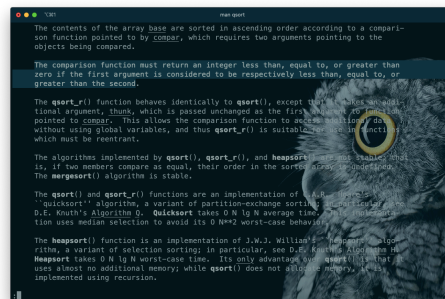 ⌥⌘1
man qsort
The contents of the array base are sorted in ascending order according to a compari-
son function pointed to by compar, which requires two arguments pointing to the
objects being compared.
The comparison function must return an integer less than, equal to, or greater than
zero if the first argument is considered to be respectively less than, equal to, or
greater than the second.
The qsort_r() function behaves identically to qsort(), except that it takes an addi-
tional argument, thunk, which is passed unchanged as the first argument to function
pointed to compar. This allows the comparison function to access additional data
without using global variables, and thus qsort_r() is suitable for use in functions
which must be reentrant.
The algorithms implemented by qsort(), qsort_r(), and heapsort() are not stable, that
is, if two members compare as equal, their order in the sorted array is undefined.
The mergesort() algorithm is stable.
The qsort() and qsort_r() functions are an implementation of C.A.R. Hoare's
``quicksort'' algorithm, a variant of partition-exchange sorting; in particular, see
D.E. Knuth's Algorithm Q. Quicksort takes O N lg N average time. This implementa-
tion uses median selection to avoid its O N**2 worst-case behavior.
The heapsort() function is an implementation of J.W.J. William's ``heapsort'' algo-
rithm, a variant of selection sorting; in particular, see D.E. Knuth's Algorithm H.
Heapsort takes O N lg N worst-case time. Its only advantage over qsort() is that it
uses almost no additional memory; while qsort() does not allocate memory, it is
implemented using recursion.
: